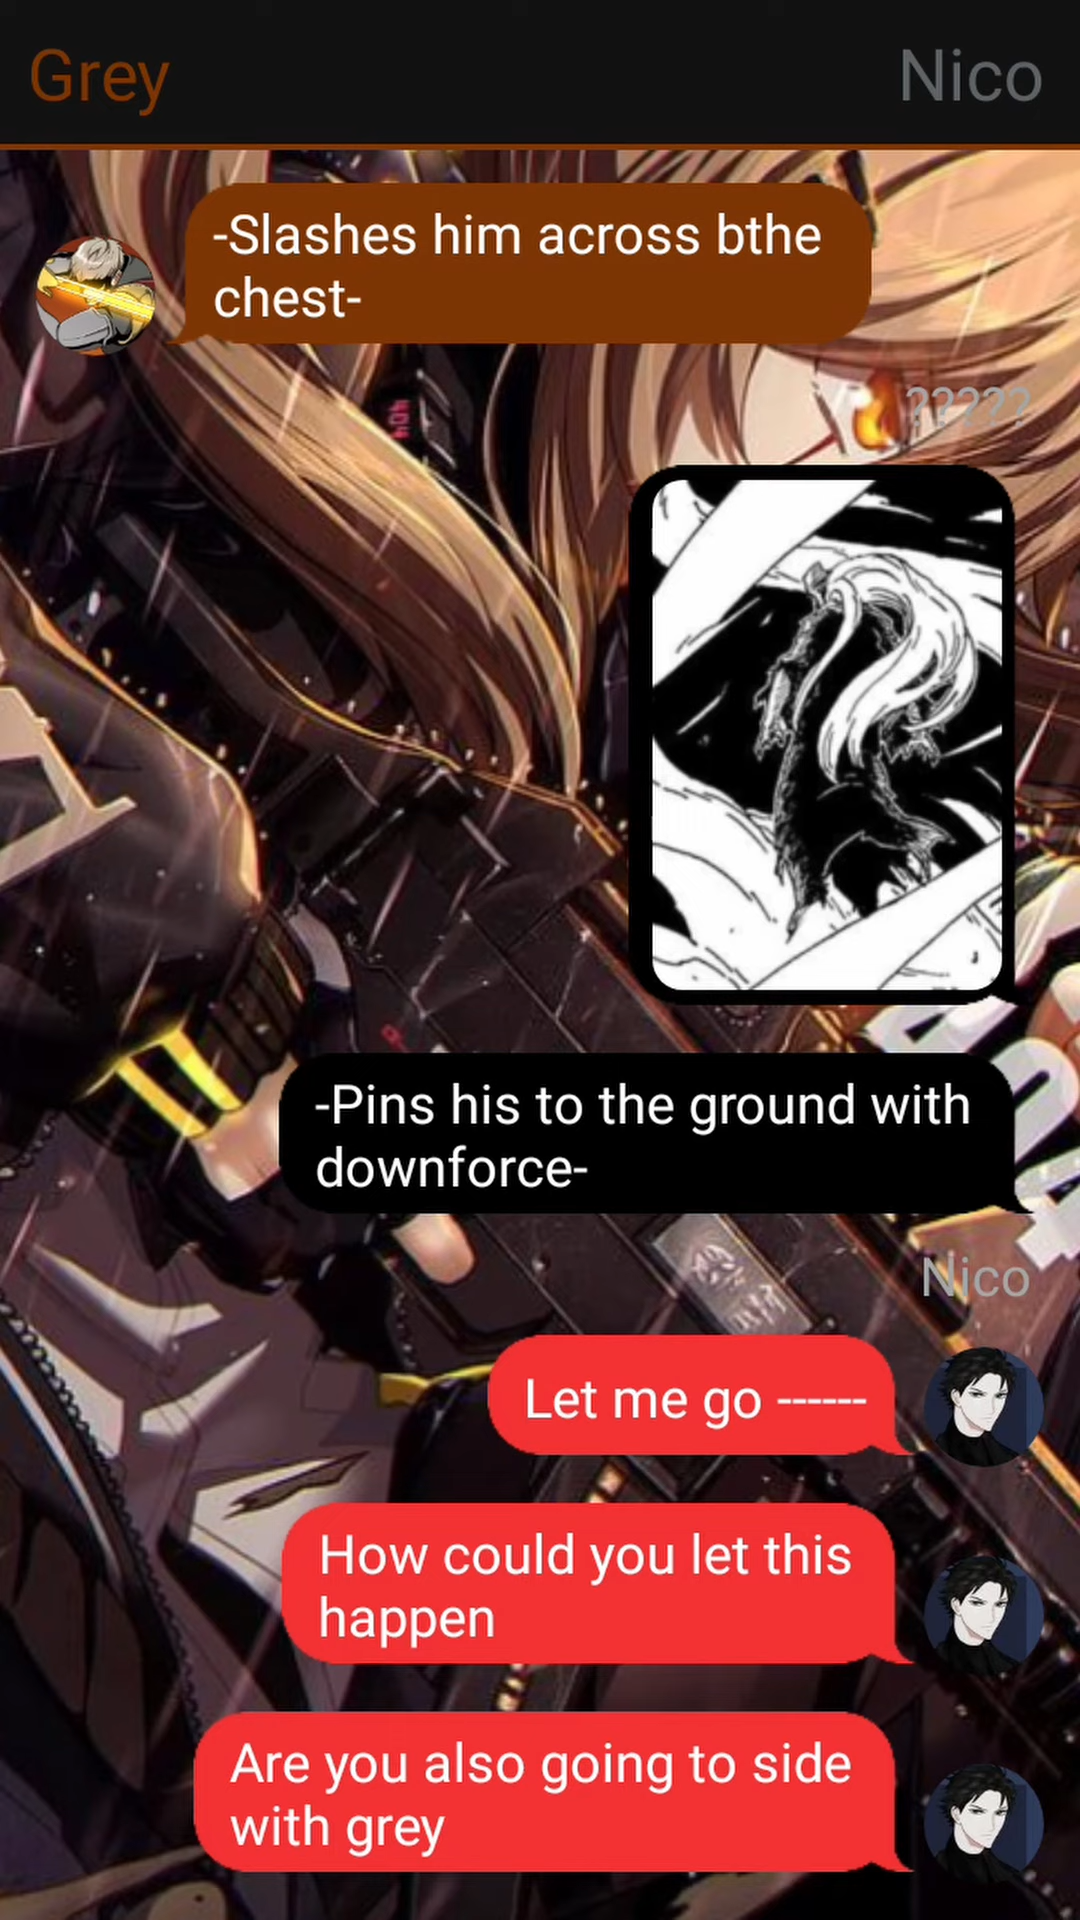 Grey
Nico
-Slashes him across bthe
chest-
?????
-Pins his to the ground with
downforce-
Nico
Let me go ------
How could you let this
happen
Are you also going to side
with grey